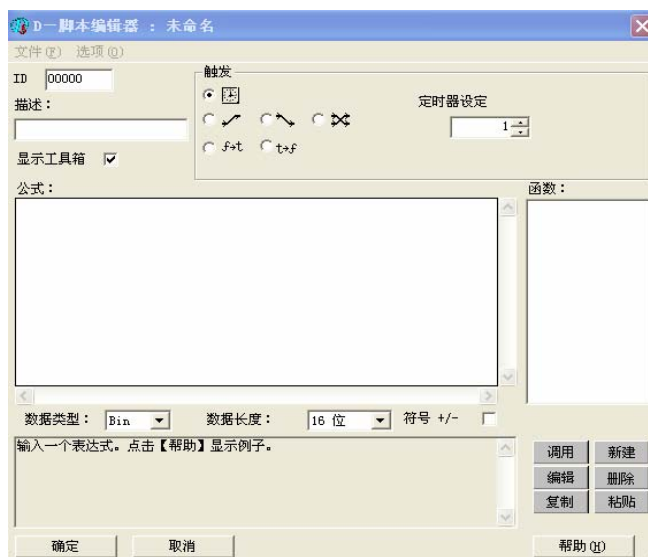 D－脚本编辑器 : 未命名
文件(F) 选项(O)
ID 00000
触发
描述：
定时器设定
1
f→t t→f
显示工具箱
公式：
函数：
数据类型： Bin 数据长度： 16 位 符号 +/-
输入一个表达式。点击【帮助】显示例子。
调用 新建
编辑 删除
复制 粘贴
确定 取消 帮助(H)